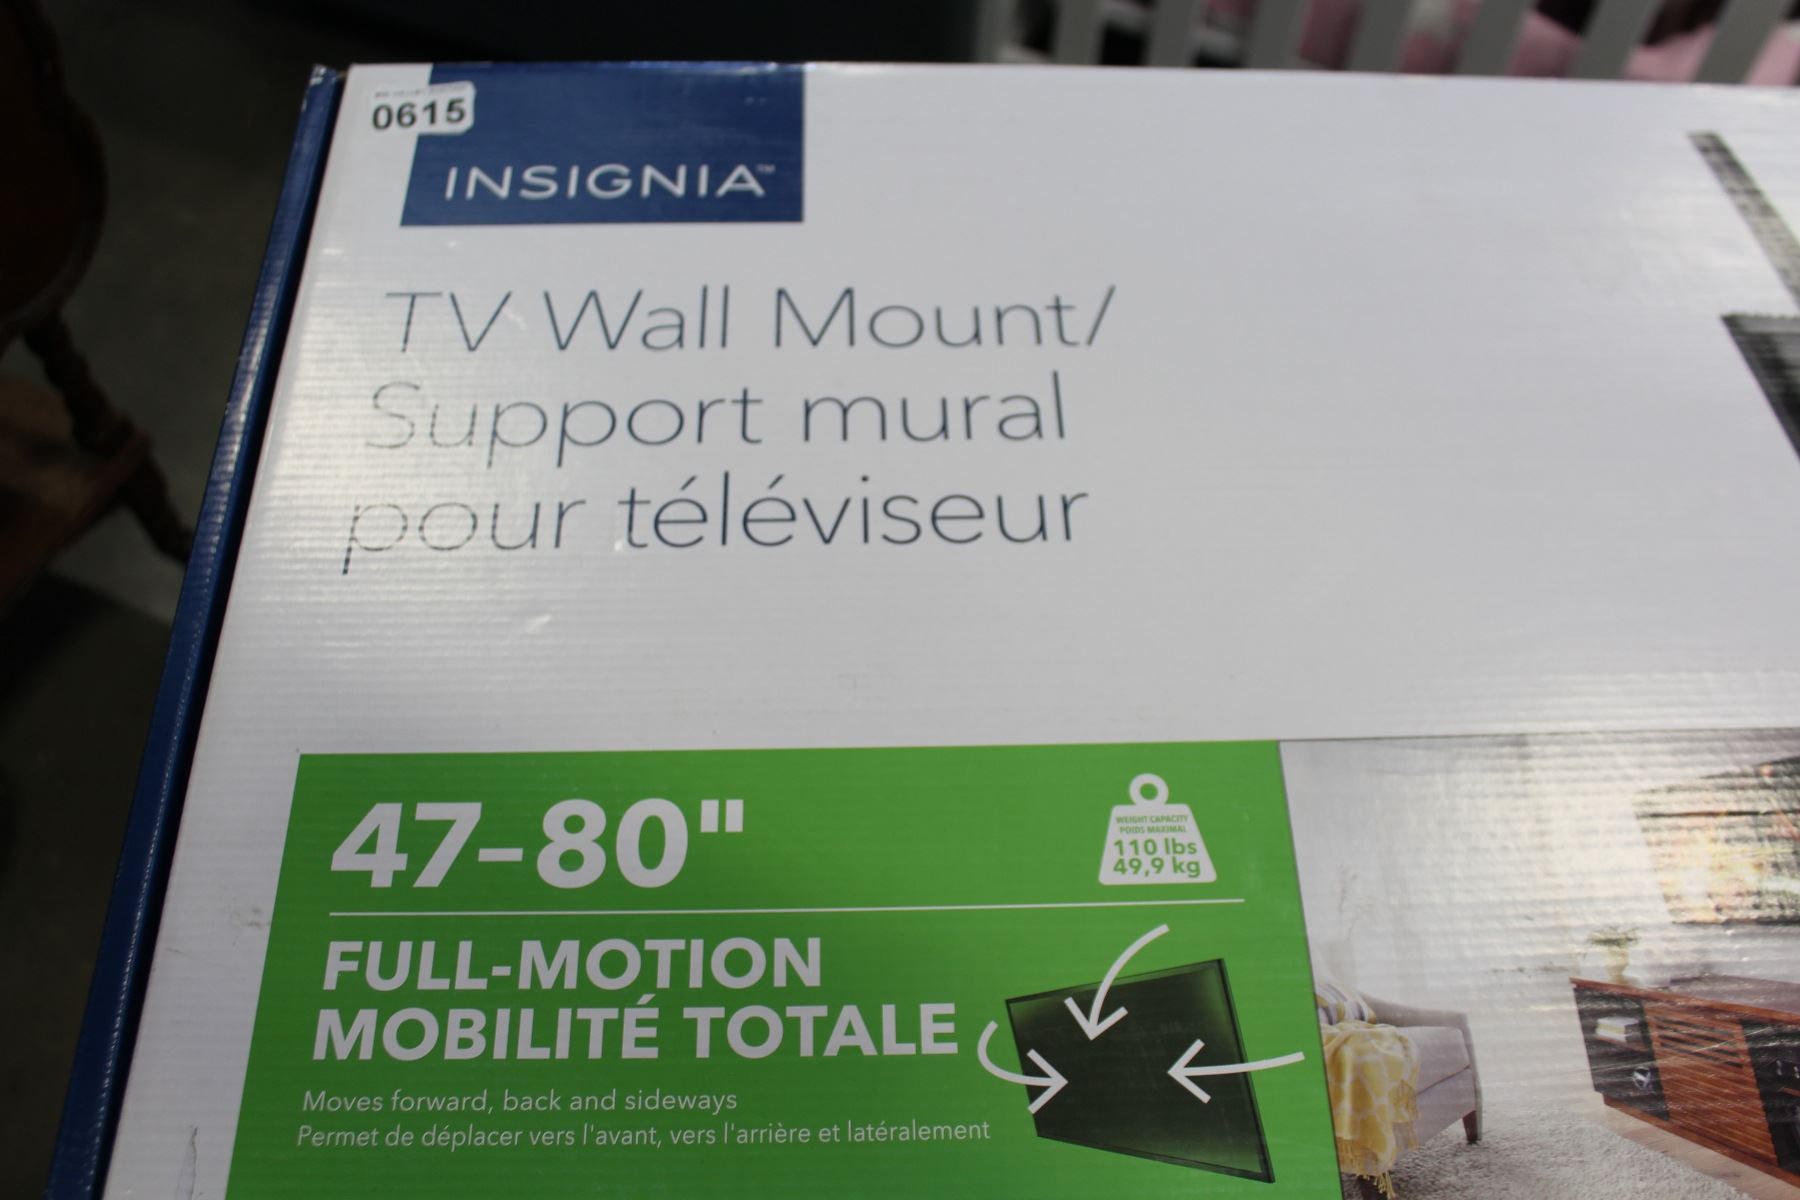 0615
INSIGNIA™
TV Wall Mount/
Support mural
pour téléviseur
47-80"
WEIGHT CAPACITY
POIDS MAXIMAL
110 lbs
49,9 kg
FULL-MOTION
MOBILITÉ TOTALE
Moves forward, back and sideways
Permet de déplacer vers l'avant, vers l'arrière et latéralement